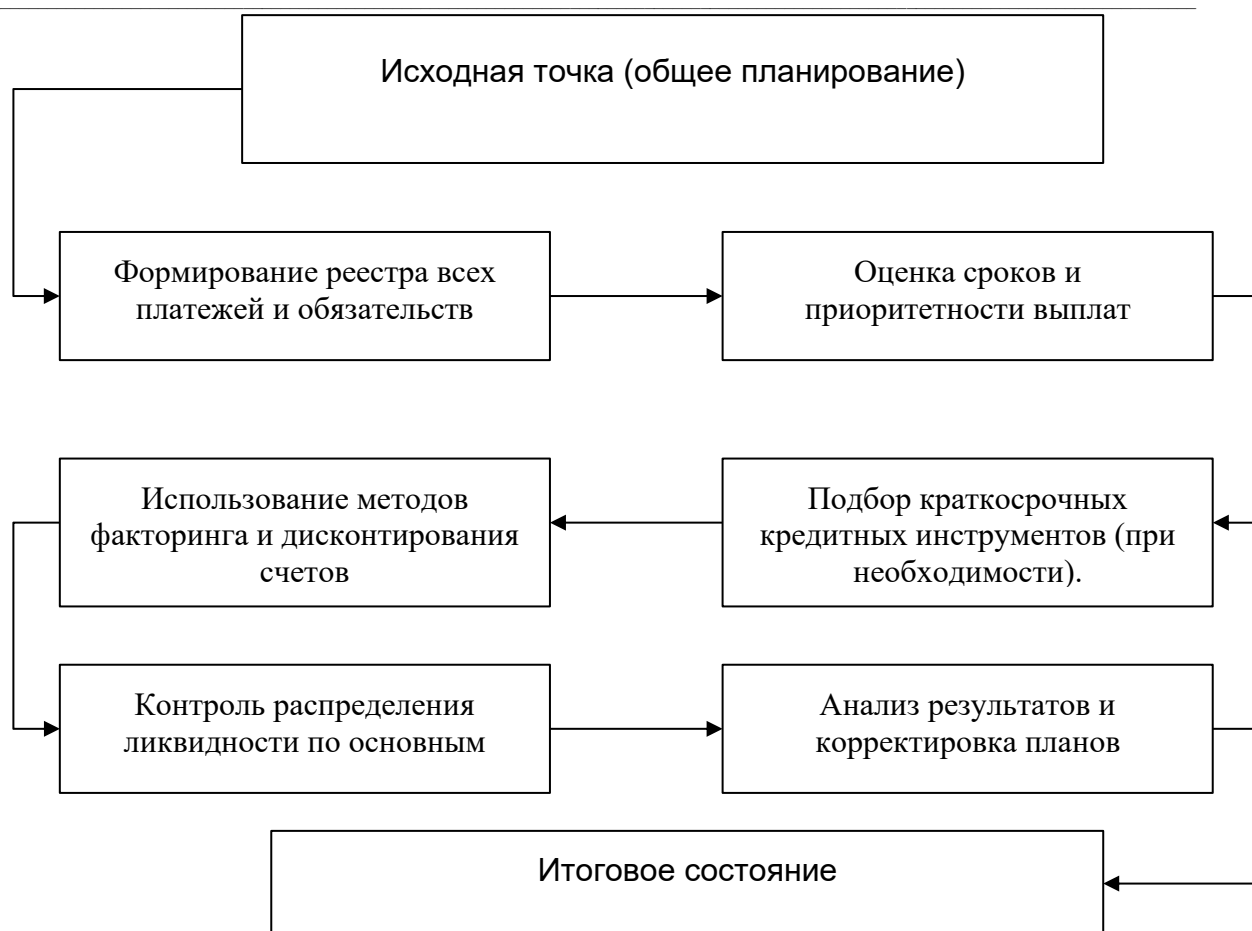 Исходная точка (общее планирование)
Формирование реестра всех
платежей и обязательств
Оценка сроков и
приоритетности выплат
Подбор краткосрочных
кредитных инструментов (при
необходимости).
Использование методов
факторинга и дисконтирования
счетов
Контроль распределения
ликвидности по основным
Анализ результатов и
корректировка планов
Итоговое состояние